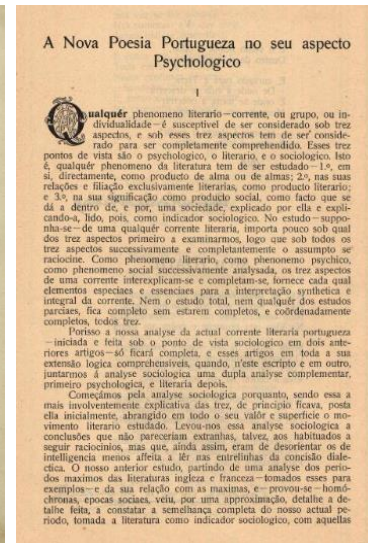 A Nova Poesia Portugueza no seu aspecto
Psychologico
I
Qualquér phenomeno literario—corrente, ou grupo, ou in-
dividualidade—é susceptivel de ser considerado sob trez
aspectos, e sob esses trez aspectos tem de ser conside-
rado para ser completamente comprehendido. Esses trez
pontos de vista são o psychologico, o literario, e o sociologico. Isto
é, qualquér phenomeno da literatura tem de ser estudado—1.º, em
si, directamente, como producto de alma ou de almas; 2.º, nas suas
relações e filiação exclusivamente literarias, como producto literario;
e 3.º, na sua significação como producto social, como facto que se
dá a dentro de, e por, uma sociedade, explicado por ella e expli-
cando-a, lido, pois, como indicador sociologico. No estudo—suppo-
nha-se—de uma qualquér corrente literaria, importa pouco sob qual
dos trez aspectos primeiro a examinarmos, logo que sob todos os
trez aspectos successivamente e completamente o assumpto se
raciocine. Como phenomeno literario, como phenomeno psychico,
como phenomeno social successivamente analysada, os trez aspectos
de uma corrente interexplicam-se e completam-se, fornece cada qual
elementos especiaes e essenciaes para a interpretação synthetica e
integral da corrente. Nem o estudo total, nem qualquér dos estudos
parciaes, fica completo sem estarem completos, e coördenadamente
completos, todos trez.
Porisso a nossa analyse da actual corrente literaria portugueza
—iniciada e feita sob o ponto de vista sociologico em dois ante-
riores artigos—só ficará completa, e esses artigos em toda a sua
extensão logica comprehensiveis, quando, n'este escripto e em outro,
juntarmos á analyse sociologica uma dupla analyse complementar,
primeiro psychologica, e literaria depois.
Começámos pela analyse sociologica porquanto, sendo essa a
mais involventemente explicativa das trez, de principio ficava, posta
ella inicialmente, abrangido em todo o seu valôr e superficie o mo-
vimento literario estudado. Levou-nos essa analyse sociologica a
conclusões que não pareceriam extranhas, talvez, aos habituados a
seguir raciocinios, mas que, ainda assim, eram de desorientar os de
intelligencia menos affeita á lêr nas entrelinhas da concisão diale-
ctica. O nosso anterior estudo, partindo de uma analyse dos perio-
dos maximos das literaturas ingleza e franceza—tomados esses para
exemplos—e da sua relação com as maximas, e—provou-se—homó-
chronas, epocas sociaes, veiu, por uma approximação, detalhe a de-
talhe feita, a constatar a semelhança completa do nosso actual pe-
riodo, tomada a literatura como indicador sociologico, com aquellas